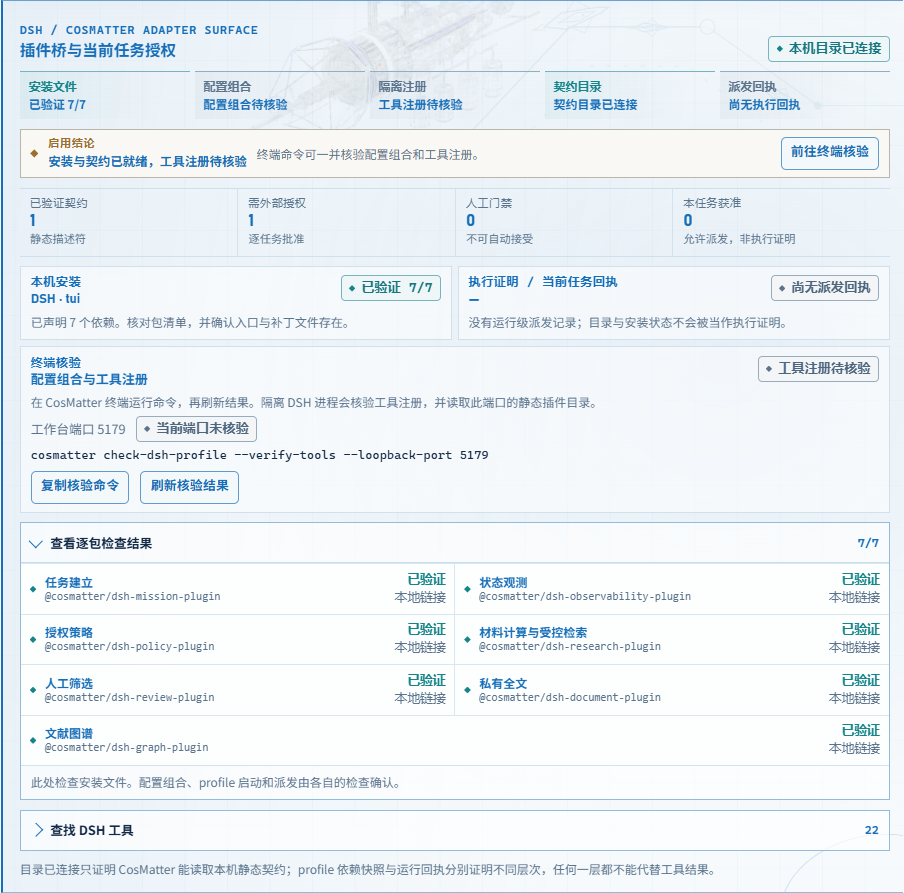 DSH / COSMATTER ADAPTER SURFACE
插件桥与当前任务授权
本机目录已连接
安装文件
已验证 7/7
配置组合
配置组合待核验
隔离注册
工具注册待核验
契约目录
契约目录已连接
派发回执
尚无执行回执
启用结论
安装与契约已就绪，工具注册待核验
终端命令可一并核验配置组合和工具注册。
前往终端核验
已验证契约
1
静态描述符
需外部授权
1
逐任务批准
人工门禁
0
不可自动接受
本任务获准
0
允许派发，非执行证明
本机安装
DSH · tui
已验证 7/7
已声明 7 个依赖。核对包清单，并确认入口与补丁文件存在。
执行证明 / 当前任务回执
—
尚无派发回执
没有运行级派发记录；目录与安装状态不会被当作执行证明。
终端核验
配置组合与工具注册
工具注册待核验
在 CosMatter 终端运行命令，再刷新结果。隔离 DSH 进程会核验工具注册，并读取此端口的静态插件目录。
工作台端口 5179
当前端口未核验
cosmatter check-dsh-profile --verify-tools --loopback-port 5179
复制核验命令
刷新核验结果
查看逐包检查结果
7/7
任务建立
@cosmatter/dsh-mission-plugin
已验证
本地链接
状态观测
@cosmatter/dsh-observability-plugin
已验证
本地链接
授权策略
@cosmatter/dsh-policy-plugin
已验证
本地链接
材料计算与受控检索
@cosmatter/dsh-research-plugin
已验证
本地链接
人工筛选
@cosmatter/dsh-review-plugin
已验证
本地链接
私有全文
@cosmatter/dsh-document-plugin
已验证
本地链接
文献图谱
@cosmatter/dsh-graph-plugin
已验证
本地链接
此处检查安装文件。配置组合、profile 启动和派发由各自的检查确认。
查找 DSH 工具
22
目录已连接只证明 CosMatter 能读取本机静态契约；profile 依赖快照与运行回执分别证明不同层次，任何一层都不能代替工具结果。